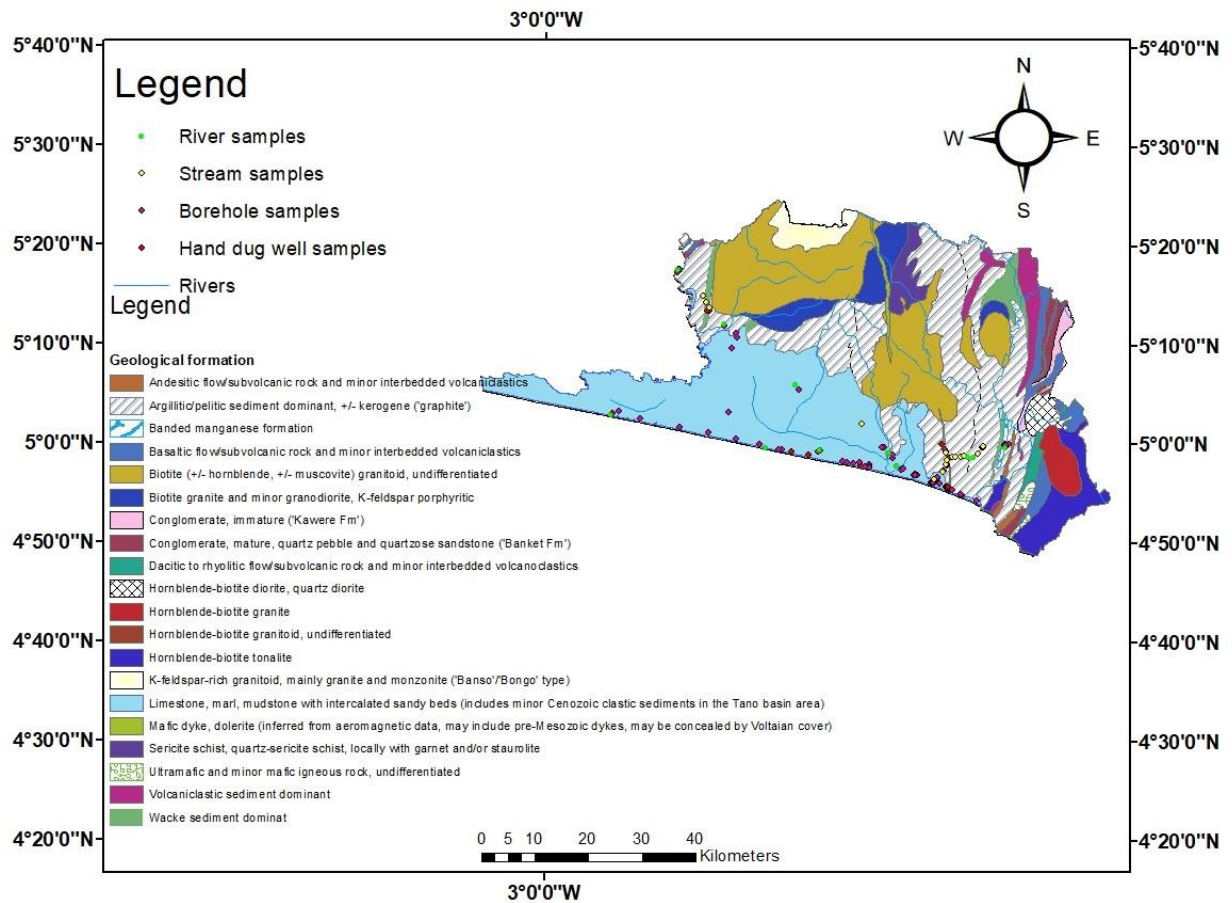 3°0'0"W
5°40'0"N
5°40'0"N
Legend
N
River samples
5°30'0"N
W
E
5°30'0"N
Stream samples
Borehole samples
S
Hand dug well samples
5°20'0"N
5°20'0"N
Rivers
Legend
5°10'0"N
5°10'0"N
Geological formation
Andesitic flow/subvolcanic rock and minor interbedded volcaniclastics
Argillitic/pelitic sediment dominant, +/- kerogene ('graphite')
Banded manganese formation
5°0'0"N
5°0'0"N
Basaltic flow/subvolcanic rock and minor interbedded volcaniclastics
Biotite (+/- hornblende, +/- muscovite) granitoid, undifferentiated
Biotite granite and minor granodiorite, K-feldspar porphyritic
Conglomerate, immature ('Kawere Fm')
4°50'0"N
4°50'0"N
Conglomerate, mature, quartz pebble and quartzose sandstone ('Banket Fm')
Dacitic to rhyolitic flow/subvolcanic rock and minor interbedded volcanoclastics
Hornblende-biotite diorite, quartz diorite
Hornblende-biotite granite
4°40'0"N
4°40'0"N
Hornblende-biotite granitoid, undifferentiated
Hornblende-biotite tonalite
K-feldspar-rich granitoid, mainly granite and monzonite ('Banso'/'Bongo' type)
Limestone, marl, mudstone with intercalated sandy beds (includes minor Cenozoic clastic sediments in the Tano basin area)
4°30'0"N
4°30'0"N
Mafic dyke, dolerite (inferred from aeromagnetic data, may include pre-Mesozoic dykes, may be concealed by Voltaian cover)
Sericite schist, quartz-sericite schist, locally with garnet and/or staurolite
Ultramafic and minor mafic igneous rock, undifferentiated
Volcaniclastic sediment dominant
Wacke sediment dominat
4°20'0"N
4°20'0"N
0 5 10 20 30 40
Kilometers
3°0'0"W